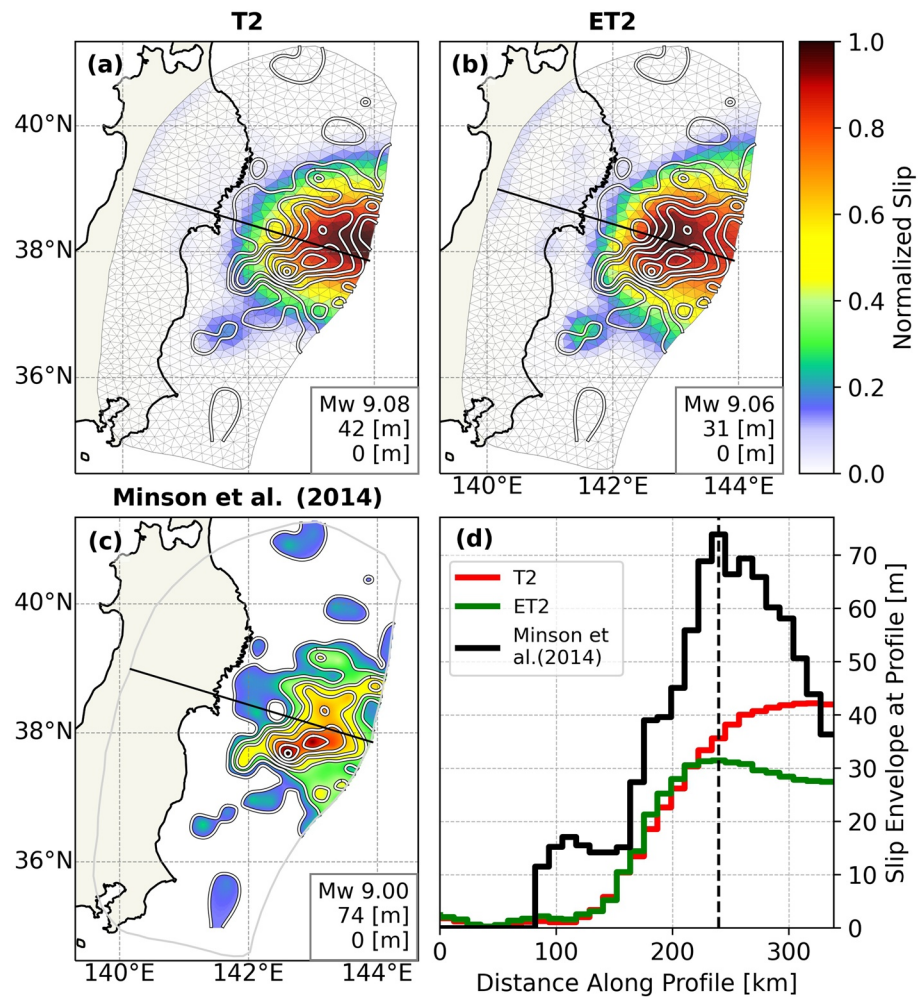 T2
ET2
(a)
(b)
40°N
38°N
36°N
Mw 9.08
42 [m]
0 [m]
Mw 9.06
31 [m]
0 [m]
140°E
142°E
144°E
1.0
0.8
0.6
0.4
0.2
0.0
Normalized Slip
Minson et al. (2014)
(c)
40°N
38°N
36°N
Mw 9.00
74 [m]
0 [m]
140°E
142°E
144°E
(d)
T2
ET2
Minson et
al.(2014)
70
60
50
40
30
20
10
0
Slip Envelope at Profile [m]
0
100
200
300
Distance Along Profile [km]